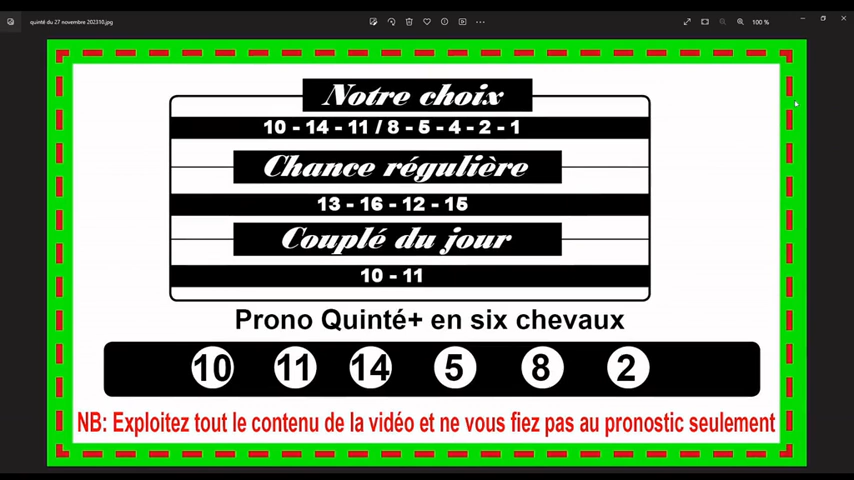 quinté du 27 novembre 202310.jpg
100 %
Notre choix
10 - 14 - 11 / 8 - 5 - 4 - 2 - 1
Chance régulière
13 - 16 - 12 - 15
Couplé du jour
10 - 11
Prono Quinté+ en six chevaux
10 11 14 5 8 2
NB: Exploitez tout le contenu de la vidéo et ne vous fiez pas au pronostic seulement